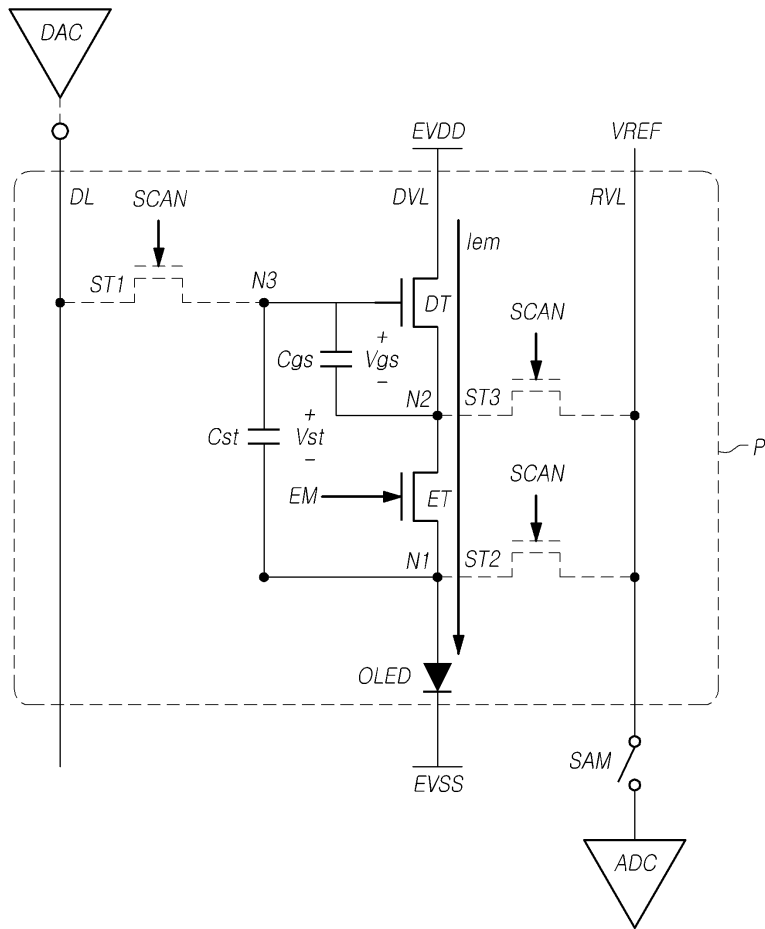 DAC
EVDD
VREF
DL
SCAN
DVL
RVL
Iem
ST1
N3
DT
SCAN
Cgs
+
Vgs
–
N2
ST3
Cst
+
Vst
–
SCAN
P
EM
ET
N1
ST2
OLED
SAM
EVSS
ADC